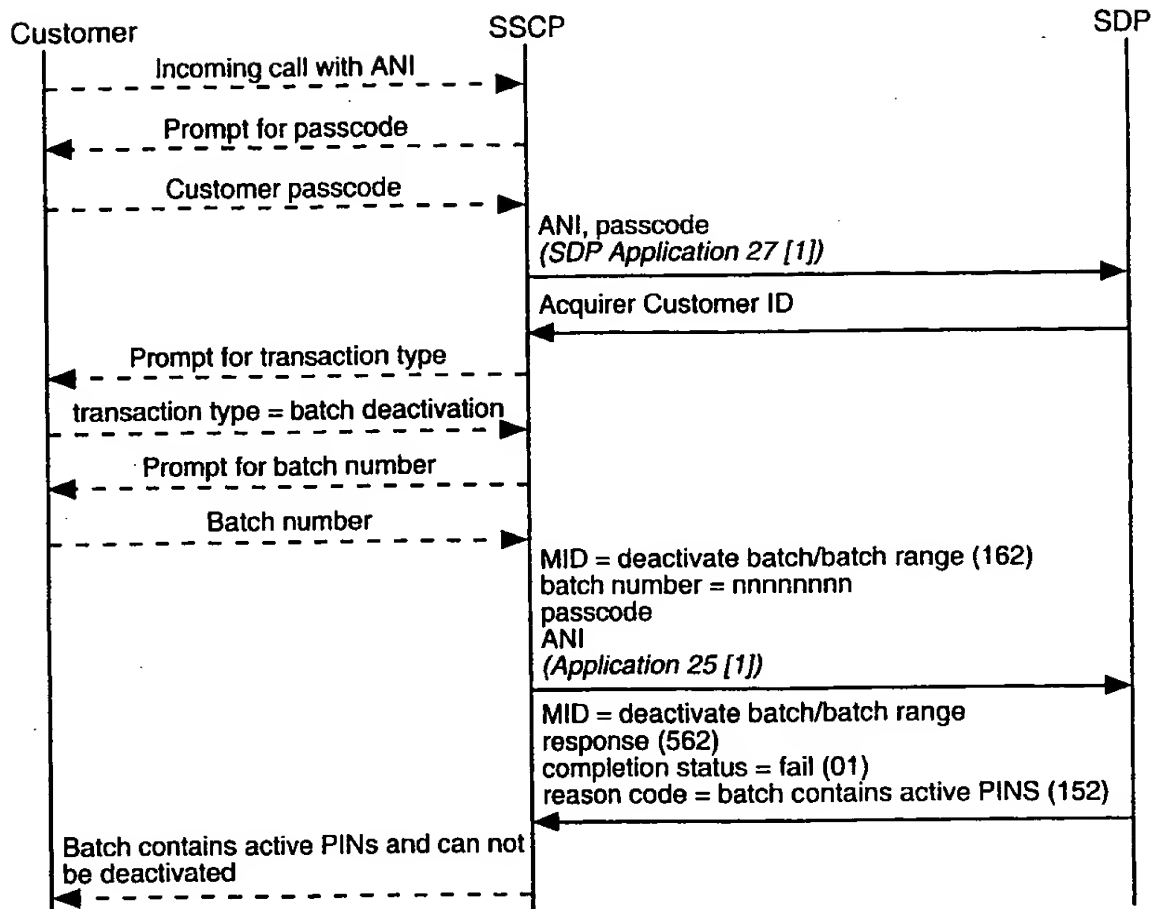 Customer
SSCP
SDP
Incoming call with ANI
Prompt for passcode
Customer passcode
ANI, passcode
(SDP Application 27 [1])
Acquirer Customer ID
Prompt for transaction type
transaction type = batch deactivation
Prompt for batch number
Batch number
MID = deactivate batch/batch range (162)
batch number = nnnnnnnnn
passcode
ANI
(Application 25 [1])
MID = deactivate batch/batch range
response (562)
completion status = fail (01)
reason code = batch contains active PINS (152)
Batch contains active PINs and can not
be deactivated